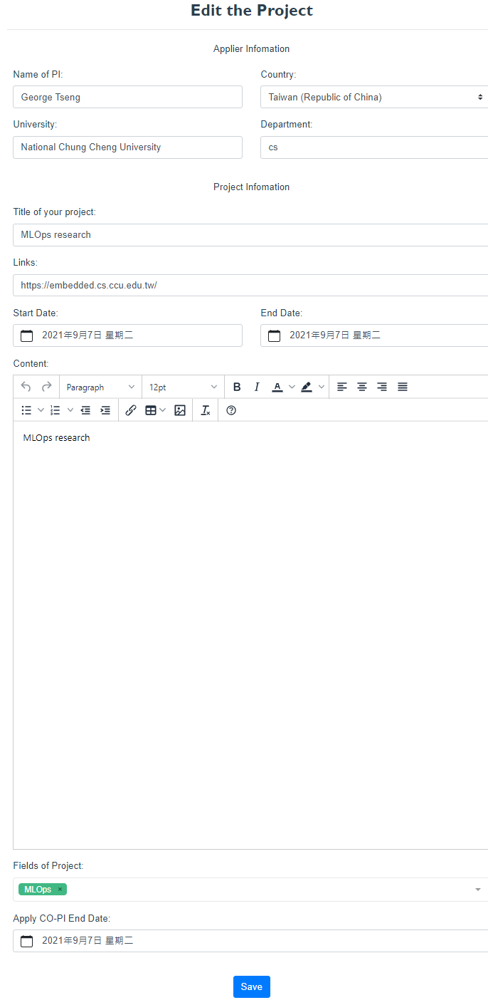 Edit the Project
Applier Infomation
Name of PI:
Country:
George Tseng
Taiwan (Republic of China)
University:
Department:
National Chung Cheng University
cs
Project Infomation
Title of your project:
MLOps research
Links:
https://embedded.cs.ccu.edu.tw/
Start Date:
End Date:
2021年9月7日 星期二
2021年9月7日 星期二
Content:
Paragraph
12pt
B
I
A
MLOps research
Fields of Project:
MLOps ×
Apply CO-PI End Date:
2021年9月7日 星期二
Save